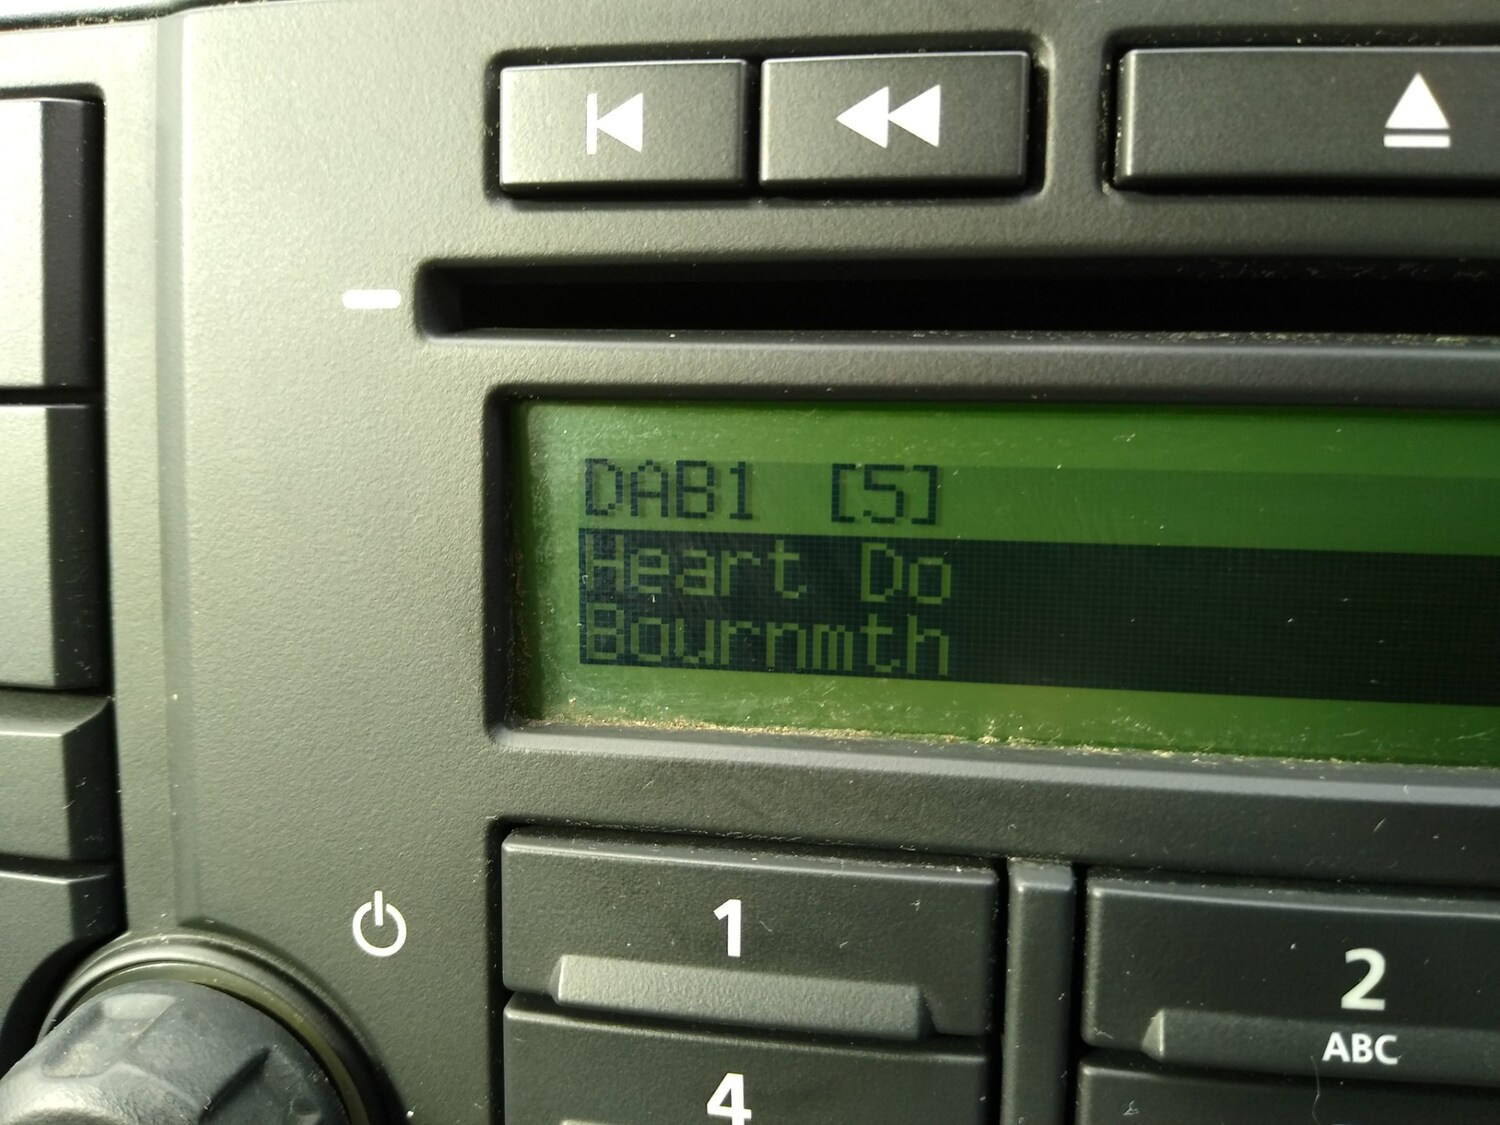 DAB1 [5]
Heart Do
Bournmth
1
2
ABC
4